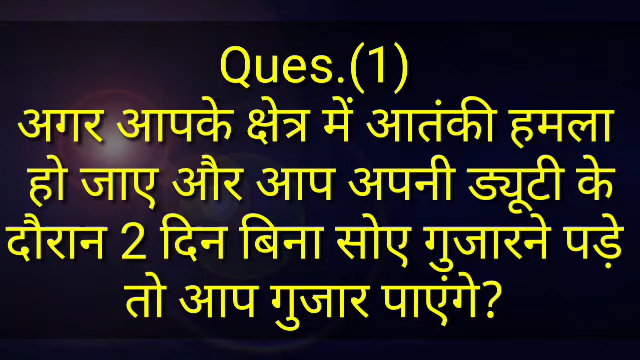 Ques.(1)
अगर आपके क्षेत्र में आतंकी हमला
हो जाए और आप अपनी ड्यूटी के
दौरान 2 दिन बिना सोए गुजारने पड़े
तो आप गुजार पाएंगे?